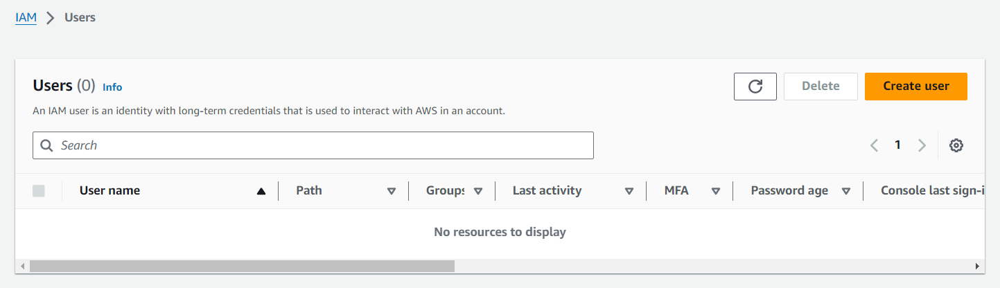 IAM > Users
Users (0) Info
Delete
Create user
An IAM user is an identity with long-term credentials that is used to interact with AWS in an account.
Search
1
User name
Path
Groups
Last activity
MFA
Password age
Console last sign-i
No resources to display